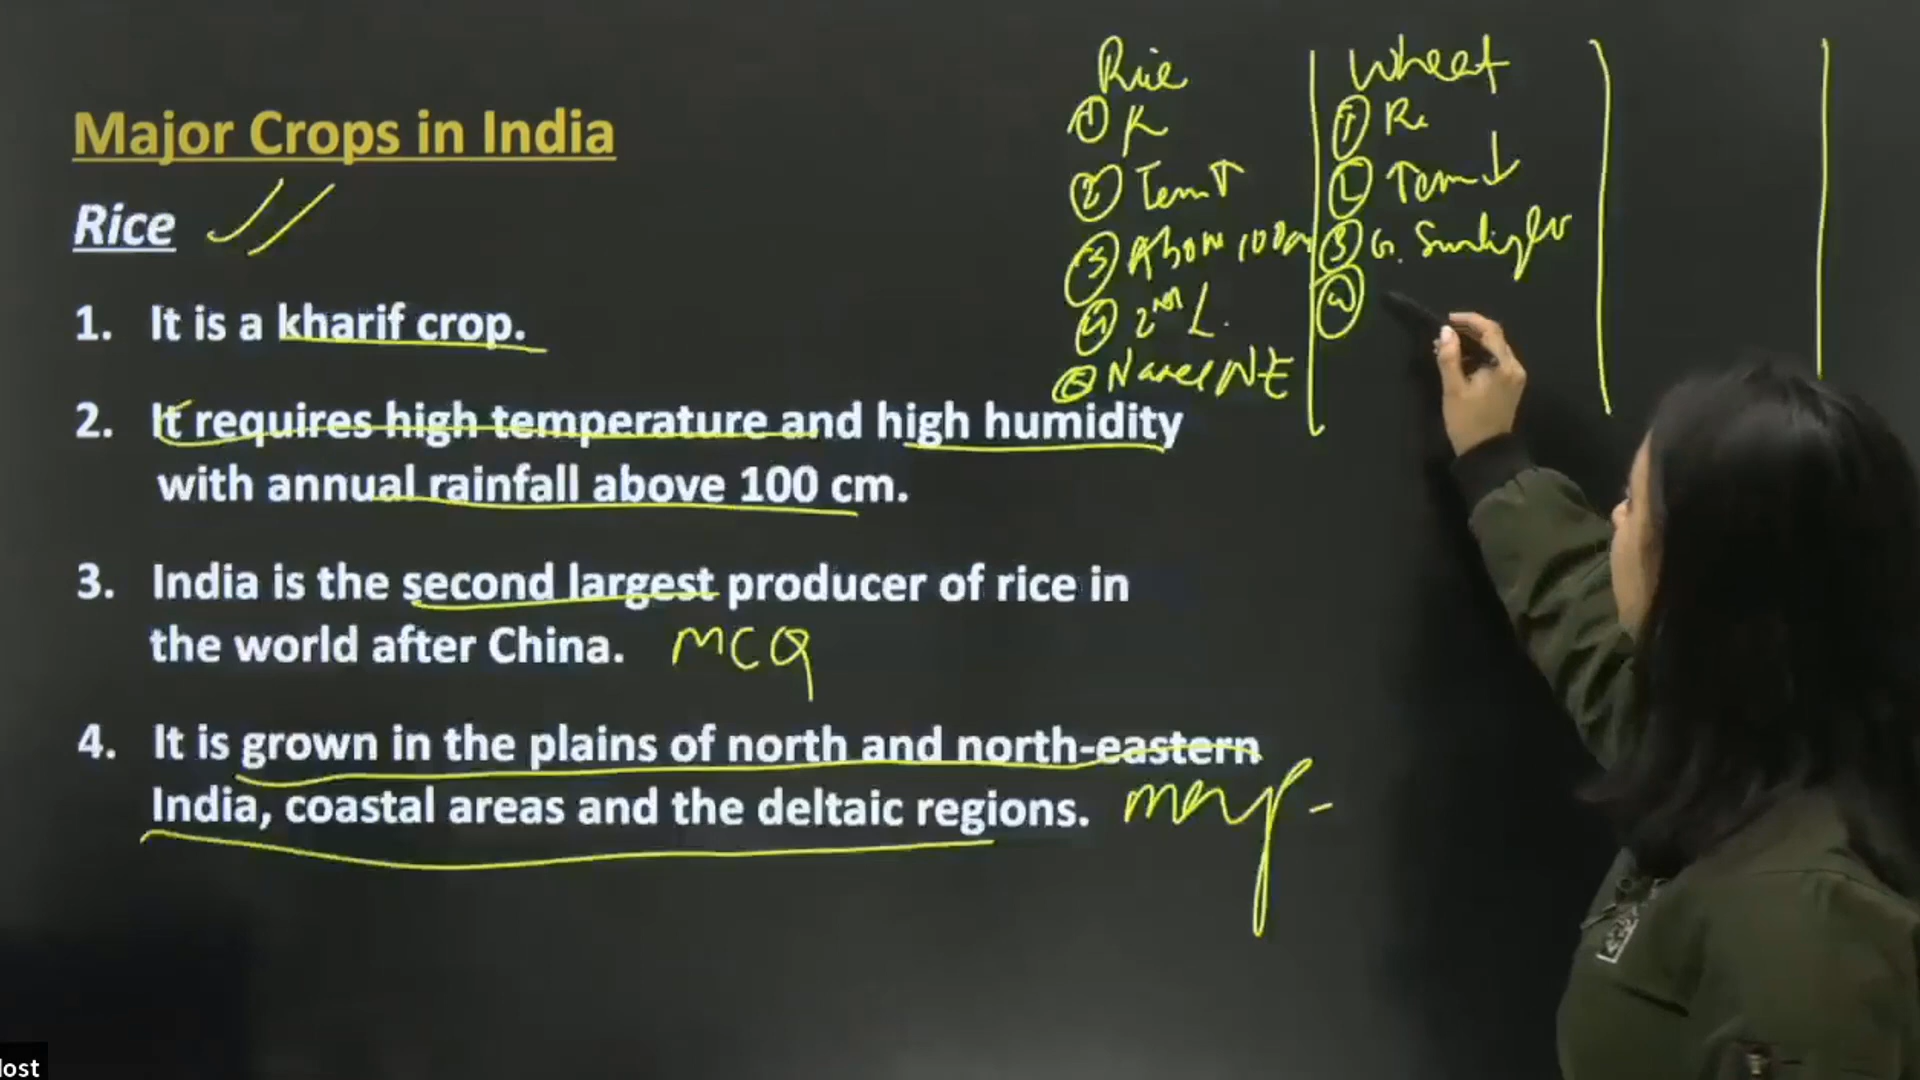 Major Crops in India
Rice
1. It is a kharif crop.
2. It requires high temperature and high humidity
with annual rainfall above 100 cm.
3. India is the second largest producer of rice in
the world after China.
MCQ
4. It is grown in the plains of north and north-eastern
India, coastal areas and the deltaic regions.
Rice
① K
② Tem↑
③ Above 100
④ 2nd L.
⑤ NE
Wheat
① R
② Tem↓
③ G. Sunlight
④